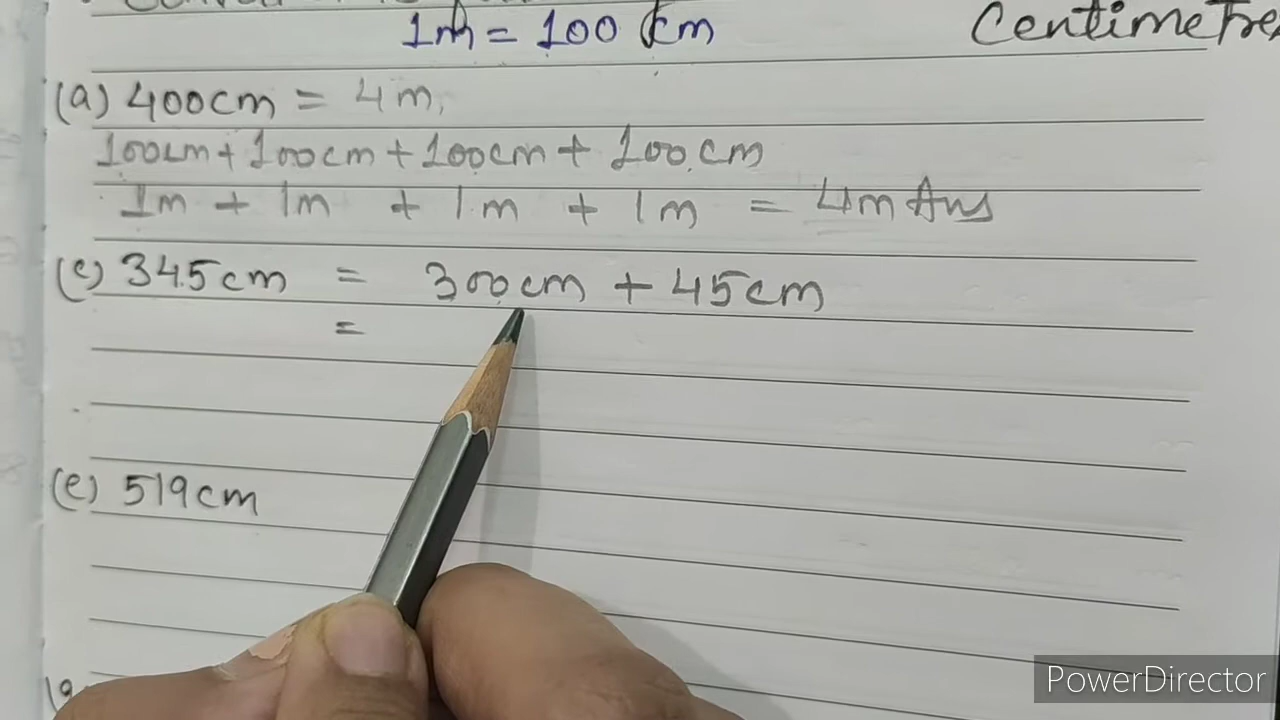 1m = 100 cm Centimetre
(a) 400cm = 4m,
100cm + 100cm + 100cm + 100cm
1m + 1m + 1m + 1m = 4m Ans
(c) 345cm = 300cm + 45cm
=
(e) 519cm
PowerDirector